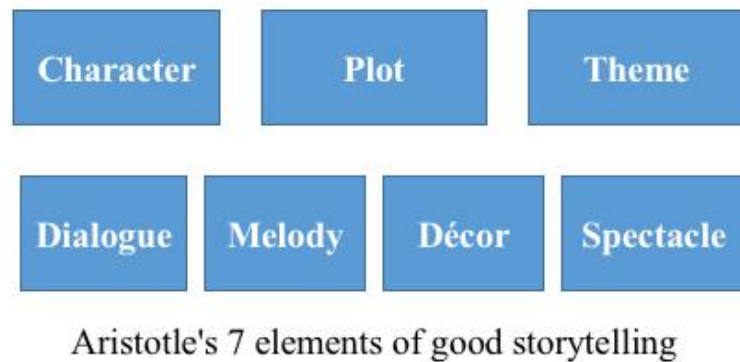 Character Plot Theme
Dialogue Melody Décor Spectacle
Aristotle's 7 elements of good storytelling